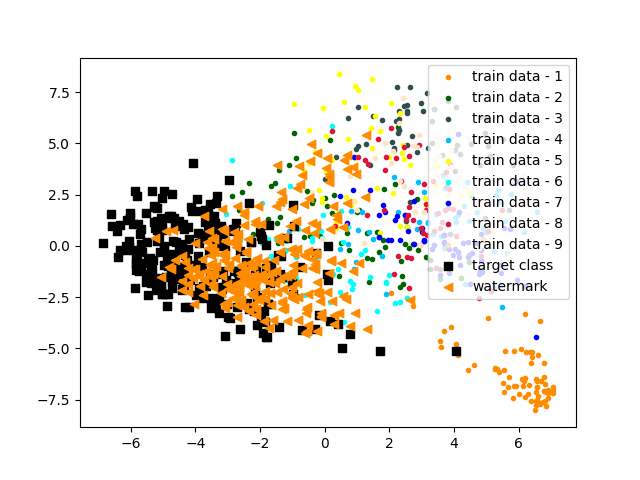 7.5
5.0
2.5
0.0
−2.5
−5.0
−7.5
−6
−4
−2
0
2
4
6
train data - 1
train data - 2
train data - 3
train data - 4
train data - 5
train data - 6
train data - 7
train data - 8
train data - 9
target class
watermark